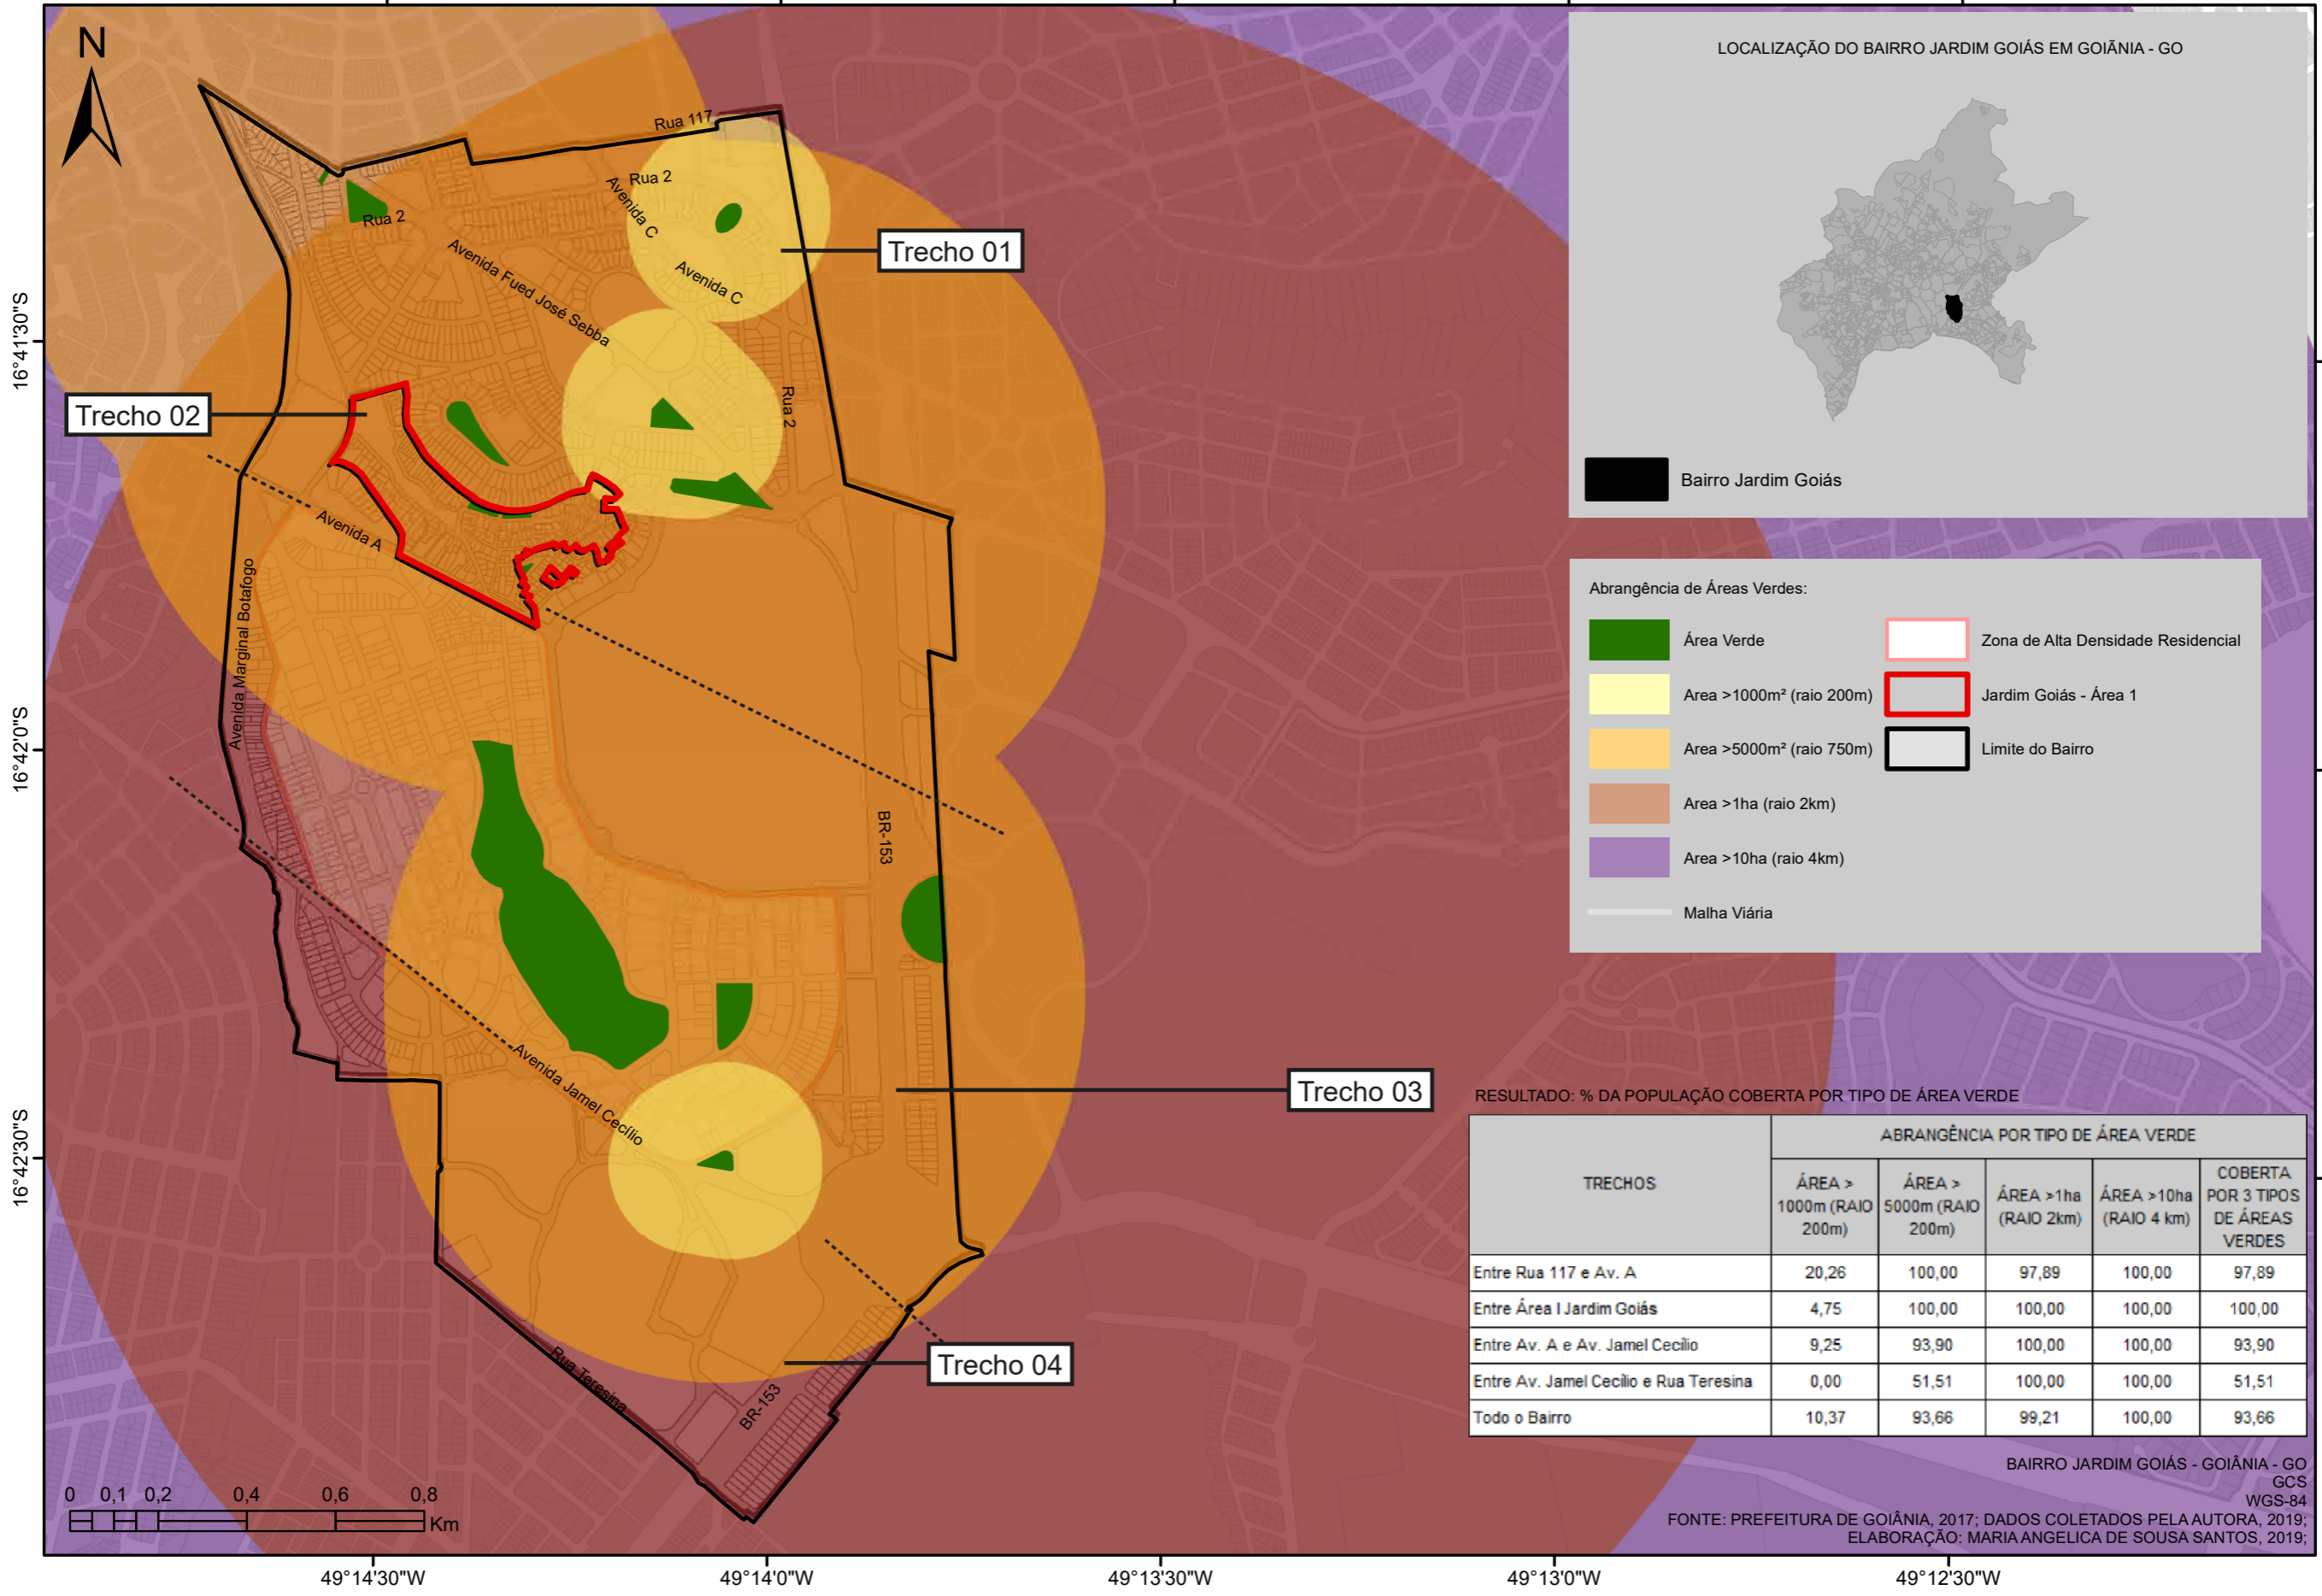 N
LOCALIZAÇÃO DO BAIRRO JARDIM GOIÁS EM GOIÃNIA - GO
Bairro Jardim Goiás
Rua 117
Rua 2
Avenida C
Rua 2
Avenida Fued José Sebba
Avenida C
Trecho 01
Rua 2
Trecho 02
Avenida A
Avenida Marginal Botafogo
BR-153
Avenida Jamel Cecílio
Trecho 03
Trecho 04
Rua Teresina
BR-153
16°41'30"S
16°42'0"S
16°42'30"S
Abrangência de Áreas Verdes:
Área Verde
Area >1000m² (raio 200m)
Area >5000m² (raio 750m)
Area >1ha (raio 2km)
Area >10ha (raio 4km)
Malha Viária
Zona de Alta Densidade Residencial
Jardim Goiás - Área 1
Limite do Bairro
RESULTADO: % DA POPULAÇÃO COBERTA POR TIPO DE ÁREA VERDE
TRECHOS
ABRANGÊNCIA POR TIPO DE ÁREA VERDE
ÁREA > 1000m (RAIO 200m)
ÁREA > 5000m (RAIO 200m)
ÁREA >1ha (RAIO 2km)
ÁREA >10ha (RAIO 4 km)
COBERTA POR 3 TIPOS DE ÁREAS VERDES
Entre Rua 117 e Av. A 20,26 100,00 97,89 100,00 97,89
Entre Área I Jardim Goiás 4,75 100,00 100,00 100,00 100,00
Entre Av. A e Av. Jamel Cecílio 9,25 93,90 100,00 100,00 93,90
Entre Av. Jamel Cecílio e Rua Teresina 0,00 51,51 100,00 100,00 51,51
Todo o Bairro 10,37 93,66 99,21 100,00 93,66
BAIRRO JARDIM GOIÁS - GOIÂNIA - GO
GCS
WGS-84
FONTE: PREFEITURA DE GOIÂNIA, 2017; DADOS COLETADOS PELA AUTORA, 2019;
ELABORAÇÃO: MARIA ANGELICA DE SOUSA SANTOS, 2019;
0 0,1 0,2 0,4 0,6 0,8
Km
49°14'30"W 49°14'0"W 49°13'30"W 49°13'0"W 49°12'30"W